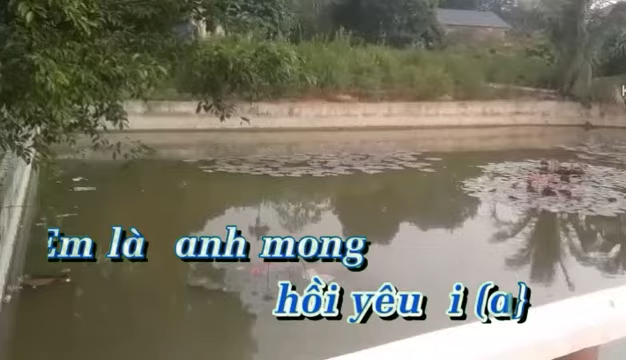 Em là anh mong
hồi yêu i (a}